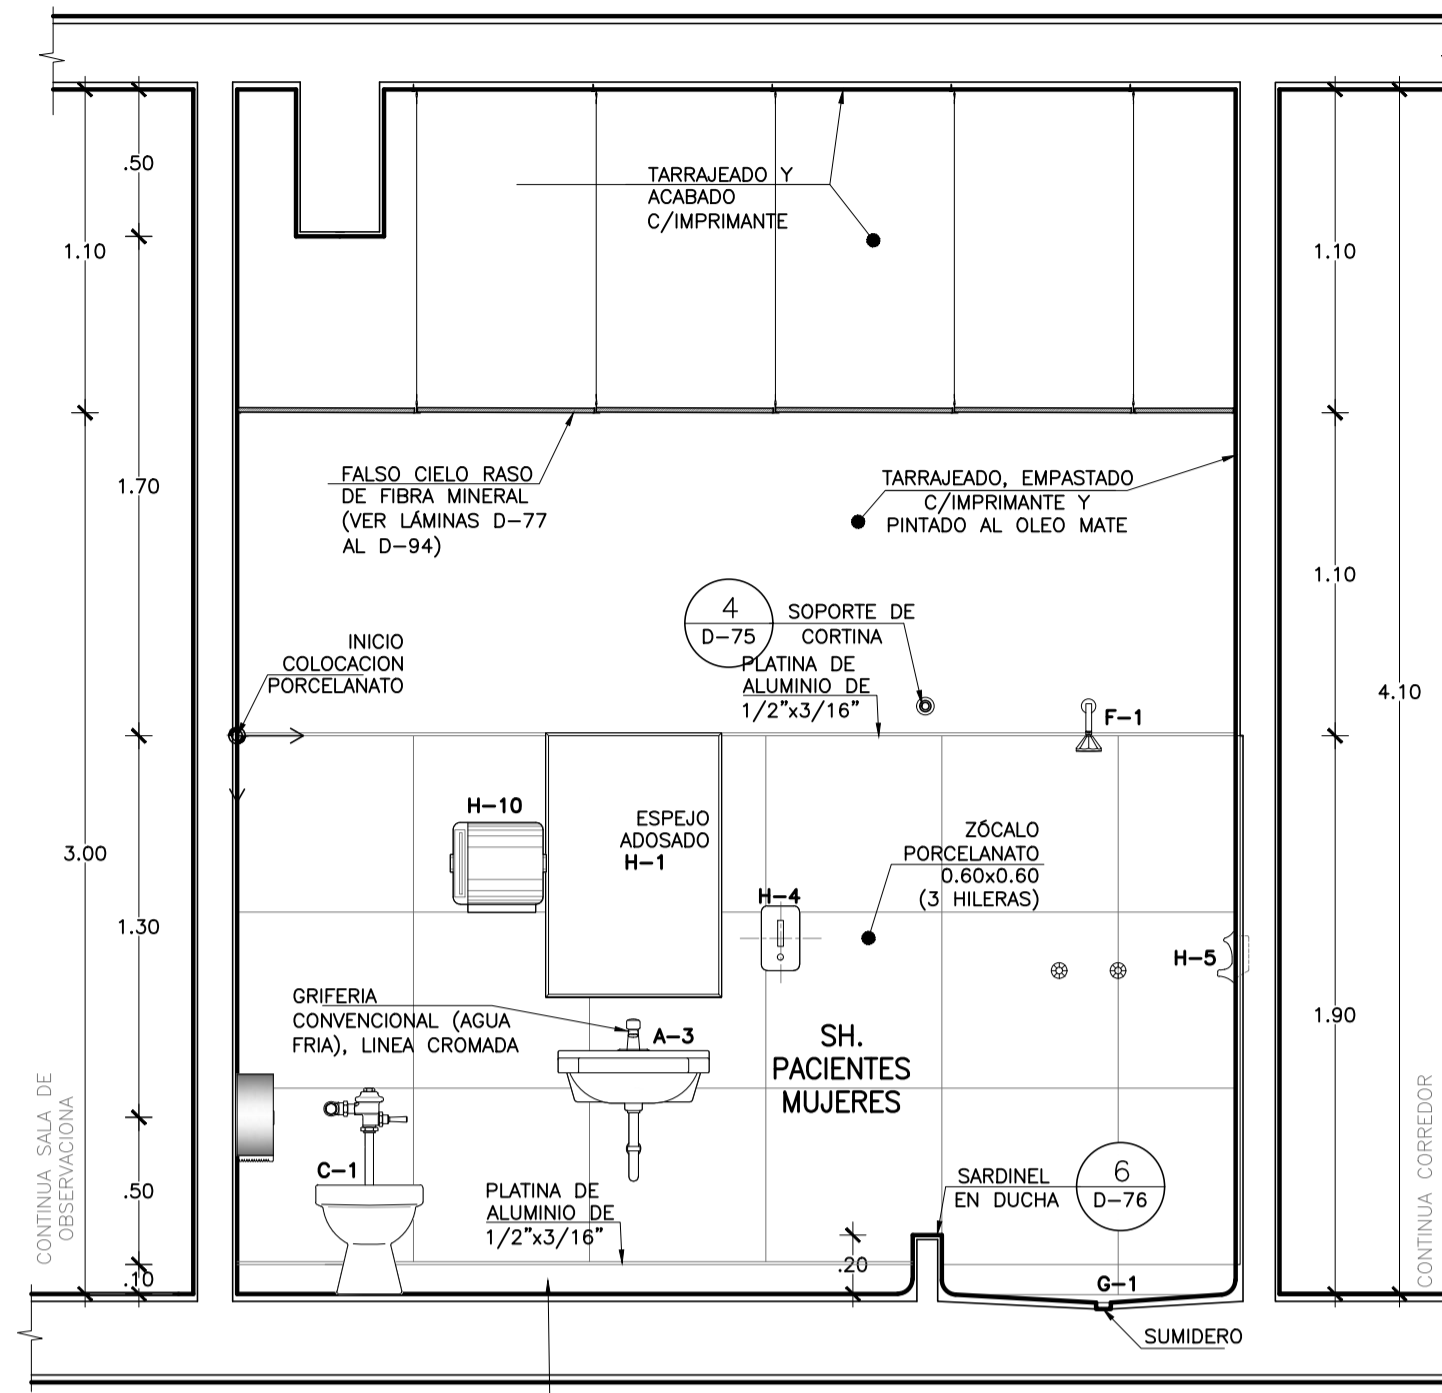 .50
TARRAJEADO Y
ACABADO
C/IMPRIMANTE
1.10
1.10
FALSO CIELO RASO
DE FIBRA MINERAL
(VER LÁMINAS D-77
AL D-94)
1.70
TARRAJEADO, EMPASTADO
C/IMPRIMANTE Y
PINTADO AL OLEO MATE
1.10
4
D-75
SOPORTE DE
CORTINA
INICIO
COLOCACION
PORCELANATO
PLATINA DE
ALUMINIO DE
1/2"x3/16"
4.10
F-1
H-10
ESPEJO
ADOSADO
H-1
ZÓCALO
PORCELANATO
0.60x0.60
(3 HILERAS)
3.00
H-4
1.30
H-5
GRIFERIA
CONVENCIONAL (AGUA
FRIA), LINEA CROMADA
A-3
1.90
SH.
PACIENTES
MUJERES
CONTINUA SALA DE
OBSERVACIONA
CONTINUA CORREDOR
C-1
.50
PLATINA DE
ALUMINIO DE
1/2"x3/16"
SARDINEL
EN DUCHA
6
D-76
.20
.10
G-1
SUMIDERO